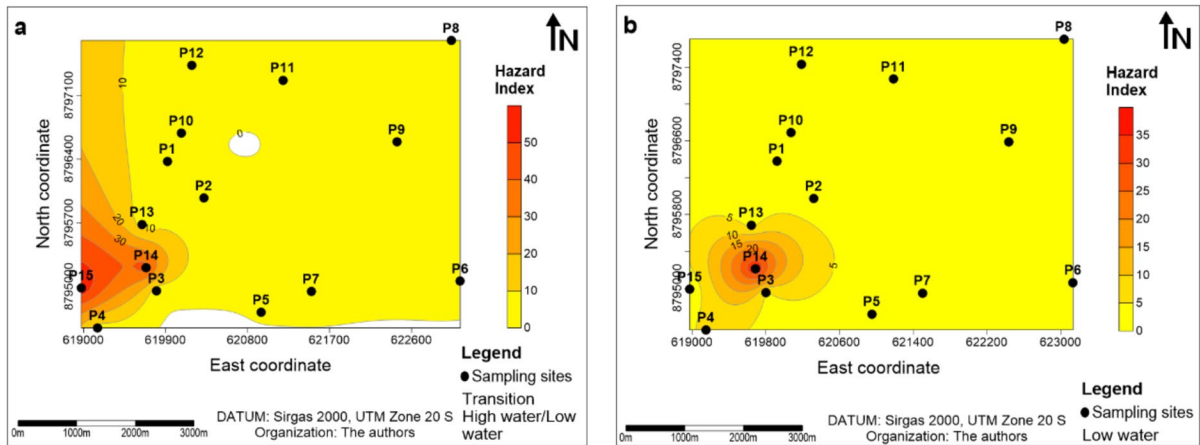 a
N
P8
P12
P11
10
Hazard
Index
8797100
P10
P9
0
50
P1
8796400
North coordinate
P2
40
20
P13
10
30
8795700
30
P14
20
P15
P3
P7
P6
8795000
10
P5
P4
0
619000
619900
620800
621700
622600
East coordinate
Legend
Sampling sites
Transition
High water/Low
water
DATUM: Sirgas 2000, UTM Zone 20 S
Organization: The authors
0m
1000m
2000m
3000m
b
N
P8
P12
P11
8797400
Hazard
Index
P10
P9
35
8796600
P1
30
North coordinate
P2
25
8795800
5
P13
10
20
15
20
15
P14
5
10
8795000
P15
P3
P7
P6
5
P5
P4
0
619000
619800
620600
621400
622200
623000
East coordinate
Legend
Sampling sites
Low water
DATUM: Sirgas 2000, UTM Zone 20 S
Organization: The authors
0m
1000m
2000m
3000m